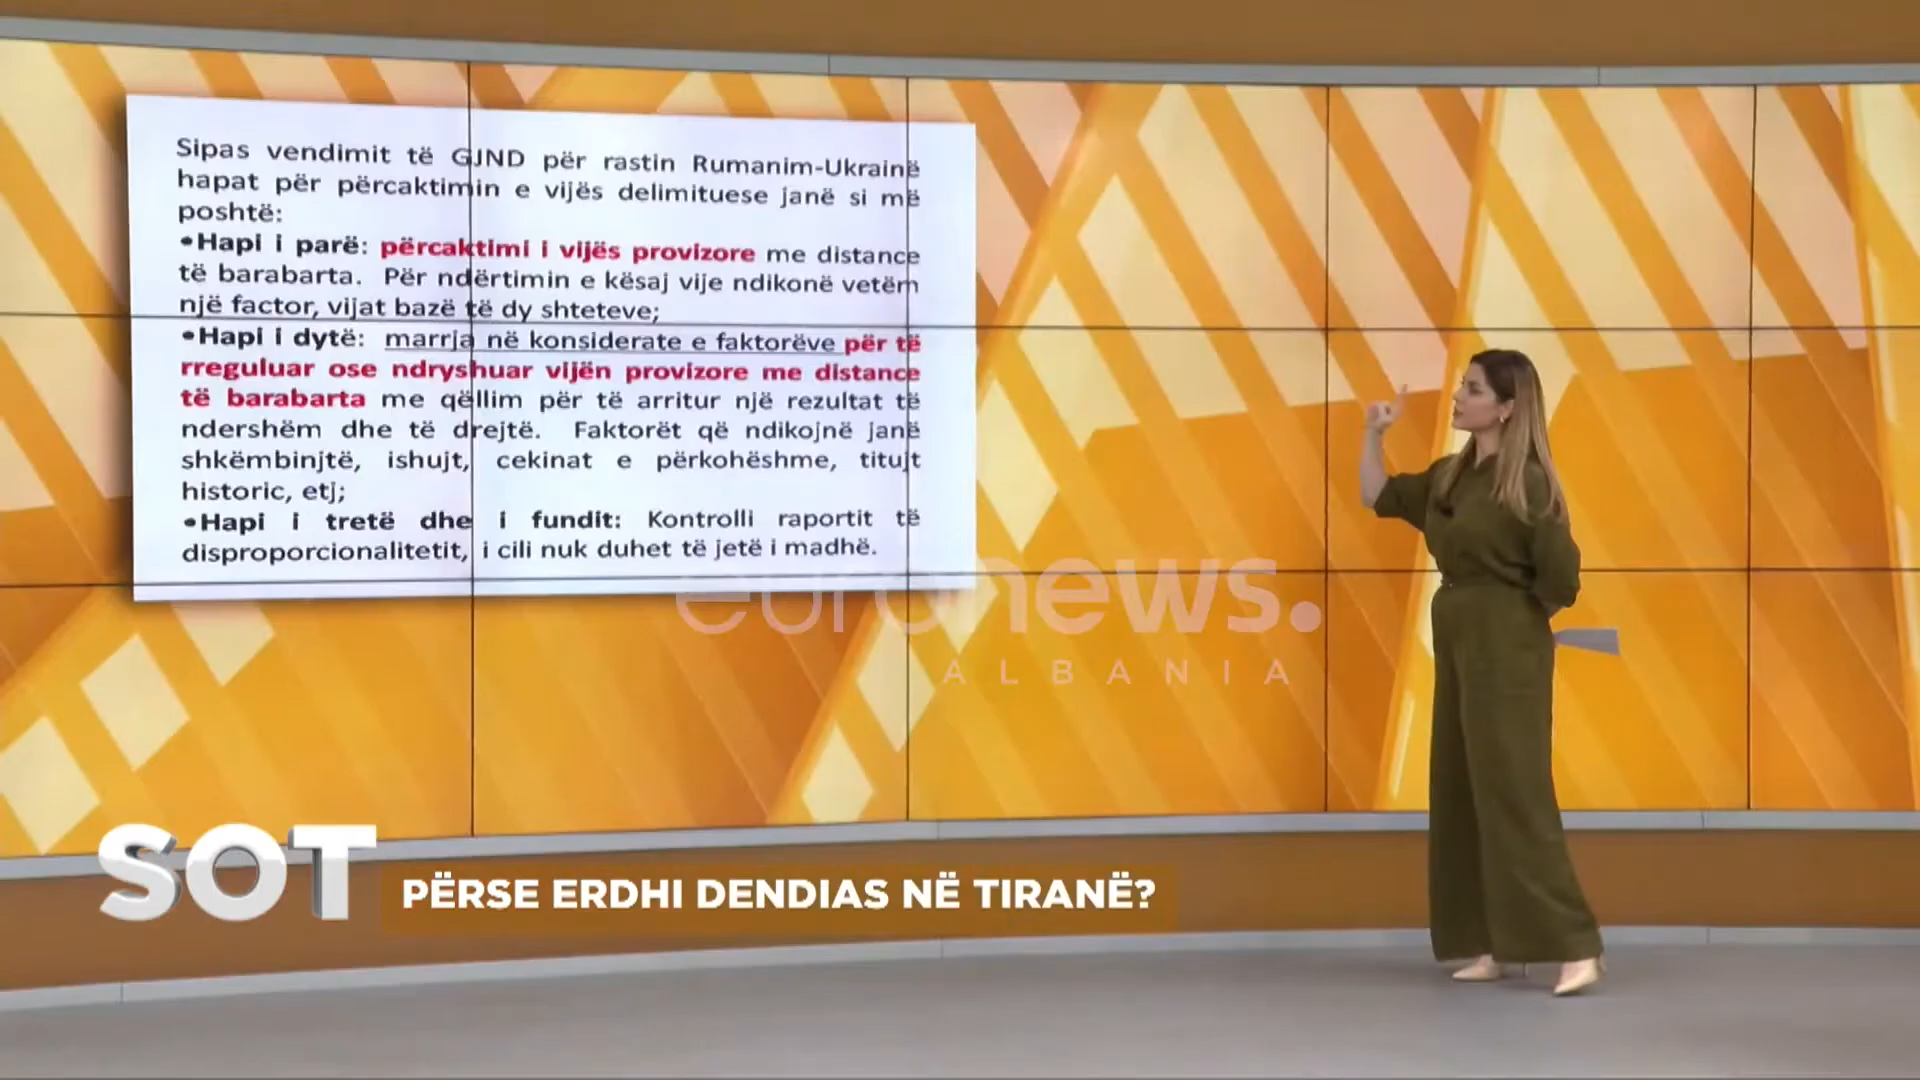 Sipas vendimit të GJND për rastin Rumanim-Ukrainë
hapat për përcaktimin e vijës delimituese janë si më
poshtë:
•Hapi i parë: përcaktimi i vijës provizore me distance
të barabarta. Për ndërtimin e kësaj vije ndikonë vetëm
një factor, vijat bazë të dy shteteve;
•Hapi i dytë: marrja në konsiderate e faktorëve për të
rreguluar ose ndryshuar vijën provizore me distance
të barabarta me qëllim për të arritur një rezultat të
ndershëm dhe të drejtë. Faktorët që ndikojnë janë
shkëmbinjtë, ishujt, cekinat e përkohëshme, titujt
historic, etj;
•Hapi i tretë dhe i fundit: Kontrolli raportit të
disproporcionalitetit, i cili nuk duhet të jetë i madhë.
euronews.
ALBANIA
SOT
PËRSE ERDHI DENDIAS NË TIRANË?